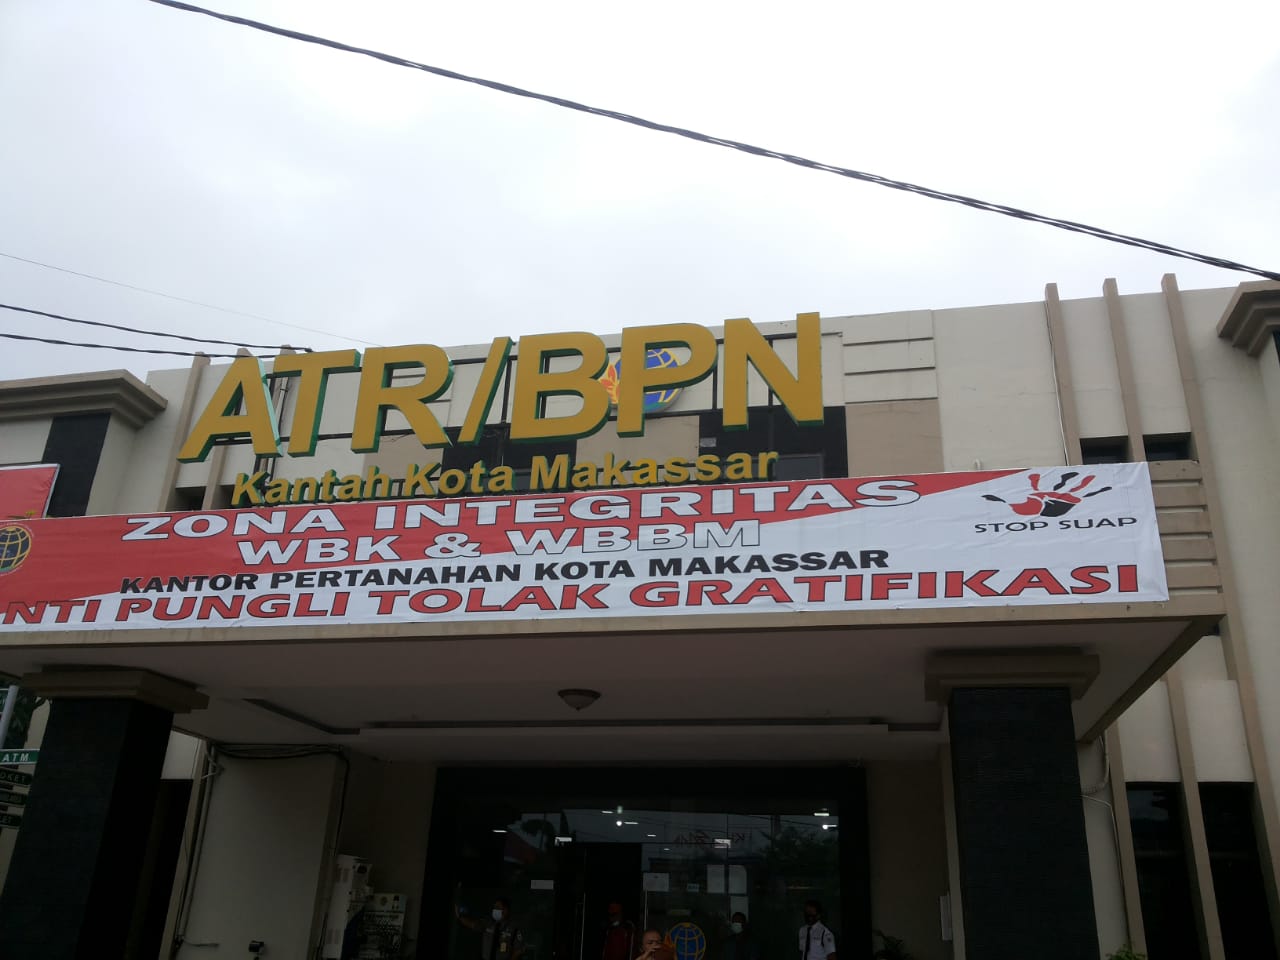 ATR/BPN
Kantah Kota Makassar
ZONA INTEGRITAS
WBK & WBBM
KANTOR PERTANAHAN KOTA MAKASSAR
NTI PUNGLI TOLAK GRATIFIKASI
STOP SUAP
ATM